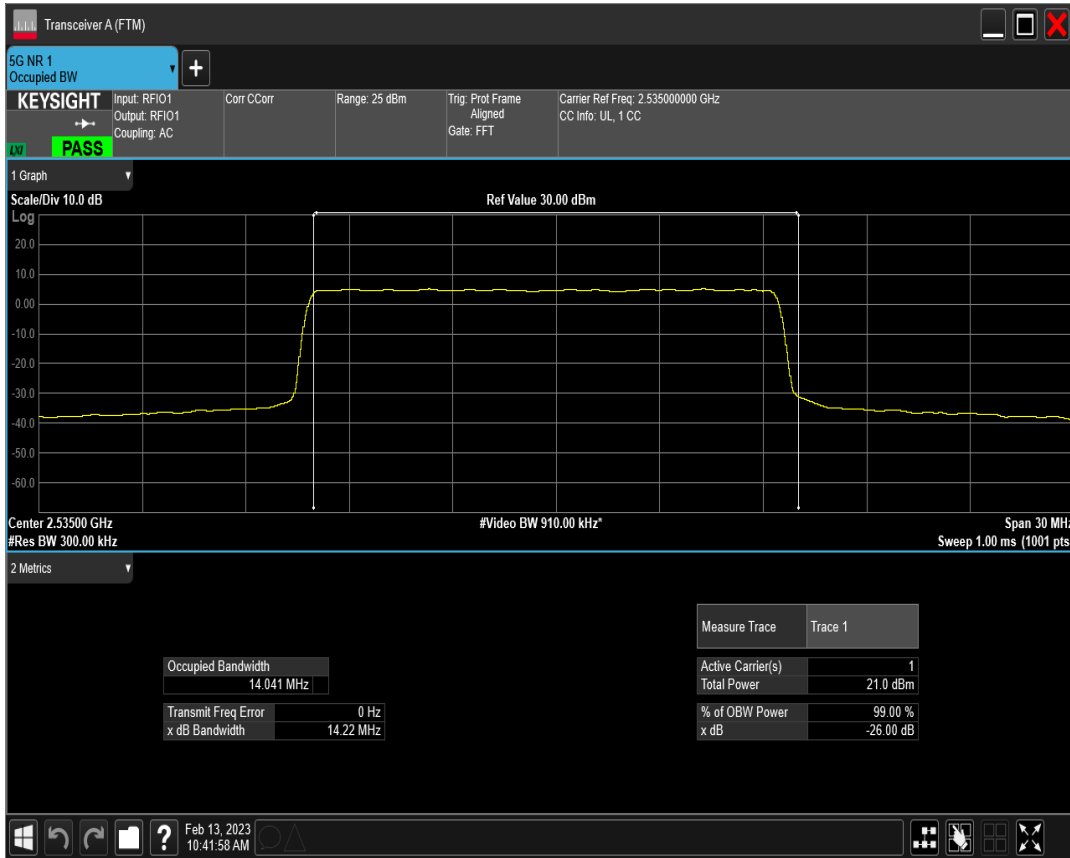 Transceiver A (FTM)
5G NR 1
Occupied BW
+
KEYSIGHT
LXI
PASS
Input: RFIO1
Output: RFIO1
Coupling: AC
Corr CCorr
Range: 25 dBm
Trig: Prot Frame
Aligned
Gate: FFT
Carrier Ref Freq: 2.535000000 GHz
CC Info: UL, 1 CC
1 Graph
Scale/Div 10.0 dB
Ref Value 30.00 dBm
Log
20.0
10.0
0.00
-10.0
-20.0
-30.0
-40.0
-50.0
-60.0
Center 2.53500 GHz
#Video BW 910.00 kHz*
Span 30 MHz
#Res BW 300.00 kHz
Sweep 1.00 ms (1001 pts
2 Metrics
Measure Trace Trace 1
Occupied Bandwidth
14.041 MHz
Active Carrier(s) 1
Total Power 21.0 dBm
Transmit Freq Error 0 Hz
x dB Bandwidth 14.22 MHz
% of OBW Power 99.00 %
x dB -26.00 dB
?
Feb 13, 2023
10:41:58 AM